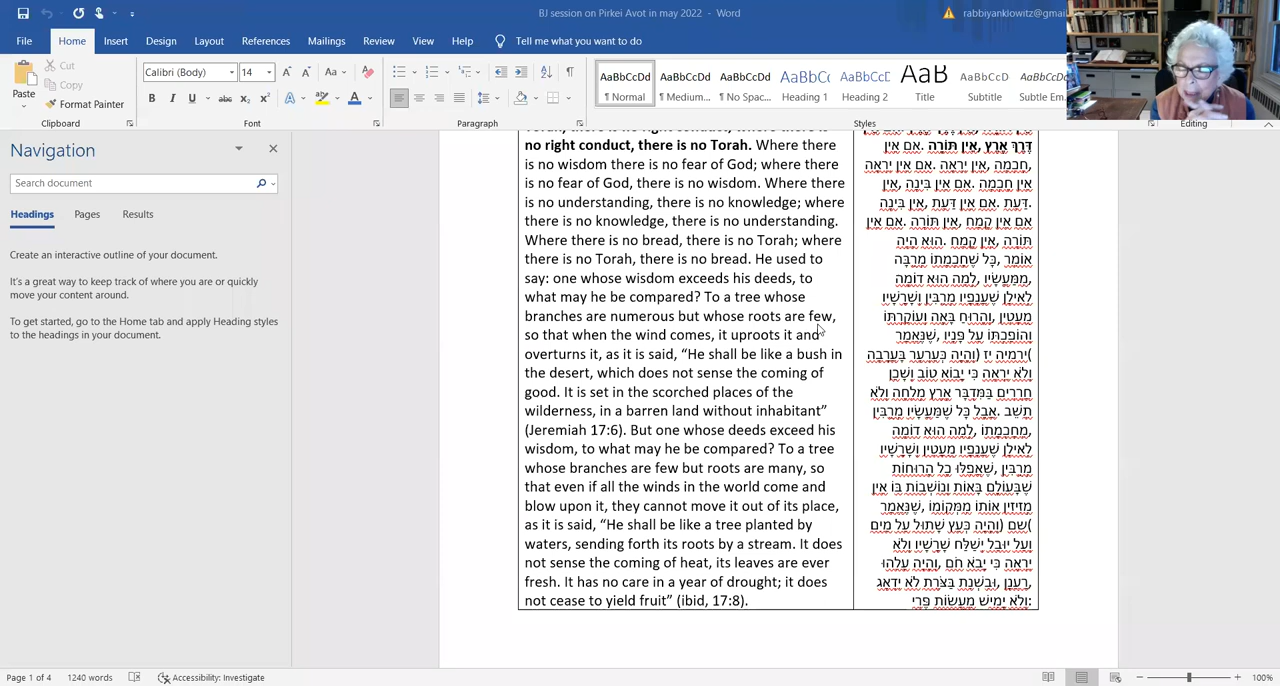 BJ session on Pirkei Avot in may 2022 - Word
rabbiyanklowitz@gmai
File Home Insert Design Layout References Mailings Review View Help Tell me what you want to do
Paste
Cut
Copy
Format Painter
Clipboard
Calibri (Body) 14
Font
Paragraph
AaBbCcDd AaBbCcDd AaBbCcDd AaBbCc AaBbCcD AaB AaBbCcD AaBbCcDd
¶ Normal ¶ Medium... ¶ No Spac... Heading 1 Heading 2 Title Subtitle Subtle Em...
Styles
Editing
Navigation
Search document
Headings Pages Results
Create an interactive outline of your document.
It's a great way to keep track of where you are or quickly
move your content around.
To get started, go to the Home tab and apply Heading styles
to the headings in your document.
Torah, there is no right conduct; where there is
no right conduct, there is no Torah. Where there
is no wisdom there is no fear of God; where there
is no fear of God, there is no wisdom. Where there
is no understanding, there is no knowledge; where
there is no knowledge, there is no understanding.
Where there is no bread, there is no Torah; where
there is no Torah, there is no bread. He used to
say: one whose wisdom exceeds his deeds, to
what may he be compared? To a tree whose
branches are numerous but whose roots are few,
so that when the wind comes, it uproots it and
overturns it, as it is said, “He shall be like a bush in
the desert, which does not sense the coming of
good. It is set in the scorched places of the
wilderness, in a barren land without inhabitant”
(Jeremiah 17:6). But one whose deeds exceed his
wisdom, to what may he be compared? To a tree
whose branches are few but roots are many, so
that even if all the winds in the world come and
blow upon it, they cannot move it out of its place,
as it is said, “He shall be like a tree planted by
waters, sending forth its roots by a stream. It does
not sense the coming of heat, its leaves are ever
fresh. It has no care in a year of drought; it does
not cease to yield fruit” (ibid, 17:8).
דֶּרֶךְ אֶרֶץ, אֵין תּוֹרָה. אִם אֵין
חָכְמָה, אֵין יִרְאָה. אִם אֵין יִרְאָה,
אֵין חָכְמָה. אִם אֵין בִּינָה, אֵין
דַּעַת. אִם אֵין דַּעַת, אֵין בִּינָה.
אִם אֵין קֶמַח, אֵין תּוֹרָה. אִם אֵין
תּוֹרָה, אֵין קֶמַח. הוּא הָיָה
אוֹמֵר, כָּל שֶׁחָכְמָתוֹ מְרֻבָּה
מִמַּעֲשָׂיו, לְמַה הוּא דוֹמֶה
לְאִילָן שֶׁעֲנָפָיו מְרֻבִּין וְשָׁרָשָׁיו
מֻעָטִין, וְהָרוּחַ בָּאָה וְעוֹקַרְתּוֹ
וְהוֹפַכְתּוֹ עַל פָּנָיו, שֶׁנֶּאֱמַר
(ירמיה יז) וְהָיָה כְּעַרְעָר בָּעֲרָבָה
וְלֹא יִרְאֶה כִּי יָבוֹא טוֹב וְשָׁכַן
חֲרֵרִים בַּמִּדְבָּר אֶרֶץ מְלֵחָה וְלֹא
תֵשֵׁב. אֲבָל כָּל שֶׁמַּעֲשָׂיו מְרֻבִּין
מֵחָכְמָתוֹ, לְמַה הוּא דוֹמֶה,
לְאִילָן שֶׁעֲנָפָיו מֻעָטִין וְשָׁרָשָׁיו
מְרֻבִּין, שֶׁאֲפִלּוּ כָל הָרוּחוֹת
שֶׁבָּעוֹלָם בָּאוֹת וְנוֹשְׁבוֹת בּוֹ אֵין
מְזִיזִין אוֹתוֹ מִמְּקוֹמוֹ, שֶׁנֶּאֱמַר
(שם) וְהָיָה כְּעֵץ שָׁתוּל עַל מַיִם
וְעַל יוּבַל יְשַׁלַּח שָׁרָשָׁיו וְלֹא
יִרְאֶה כִּי יָבֹא חֹם, וְהָיָה עָלֵהוּ
רַעֲנָן, וּבִשְׁנַת בַּצֹּרֶת לֹא יִדְאָג,
וְלֹא יָמִישׁ מֵעֲשׂוֹת פֶּרִי:
Page 1 of 4 1240 words Accessibility: Investigate 100%